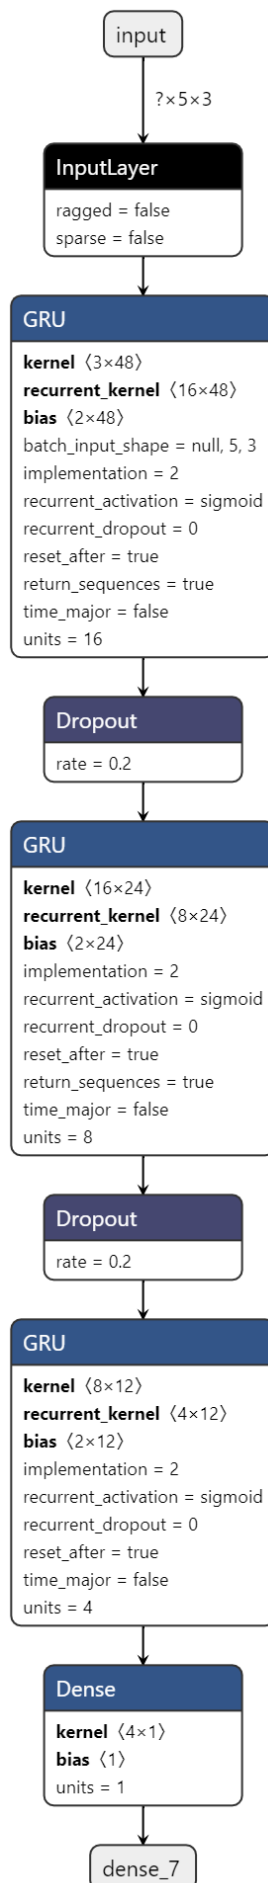 input
?×5×3
InputLayer
ragged = false
sparse = false
GRU
kernel 〈3×48〉
recurrent_kernel 〈16×48〉
bias 〈2×48〉
batch_input_shape = null, 5, 3
implementation = 2
recurrent_activation = sigmoid
recurrent_dropout = 0
reset_after = true
return_sequences = true
time_major = false
units = 16
Dropout
rate = 0.2
GRU
kernel 〈16×24〉
recurrent_kernel 〈8×24〉
bias 〈2×24〉
implementation = 2
recurrent_activation = sigmoid
recurrent_dropout = 0
reset_after = true
return_sequences = true
time_major = false
units = 8
Dropout
rate = 0.2
GRU
kernel 〈8×12〉
recurrent_kernel 〈4×12〉
bias 〈2×12〉
implementation = 2
recurrent_activation = sigmoid
recurrent_dropout = 0
reset_after = true
time_major = false
units = 4
Dense
kernel 〈4×1〉
bias 〈1〉
units = 1
dense_7